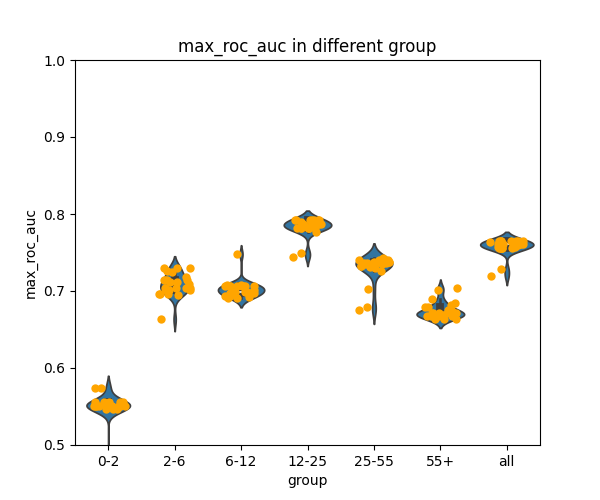 max_roc_auc in different group
1.0
0.9
0.8
0.7
0.6
0.5
max_roc_auc
0-2 2-6 6-12 12-25 25-55 55+ all
group